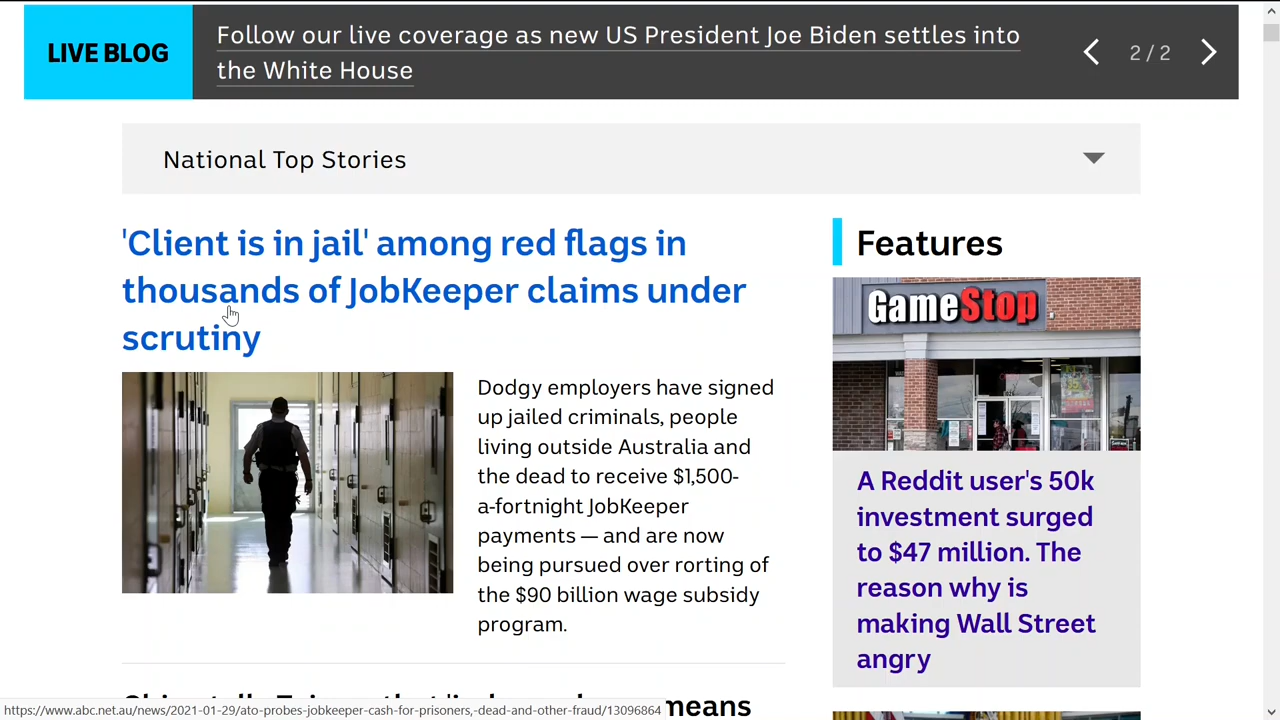 LIVE BLOG
Follow our live coverage as new US President Joe Biden settles into
the White House
2/2
National Top Stories
'Client is in jail' among red flags in
thousands of JobKeeper claims under
scrutiny
Dodgy employers have signed
up jailed criminals, people
living outside Australia and
the dead to receive $1,500-
a-fortnight JobKeeper
payments — and are now
being pursued over rorting of
the $90 billion wage subsidy
program.
Features
GameStop
A Reddit user's 50k
investment surged
to $47 million. The
reason why is
making Wall Street
angry
means
https://www.abc.net.au/news/2021-01-29/ato-probes-jobkeeper-cash-for-prisoners,-dead-and-other-fraud/13096864